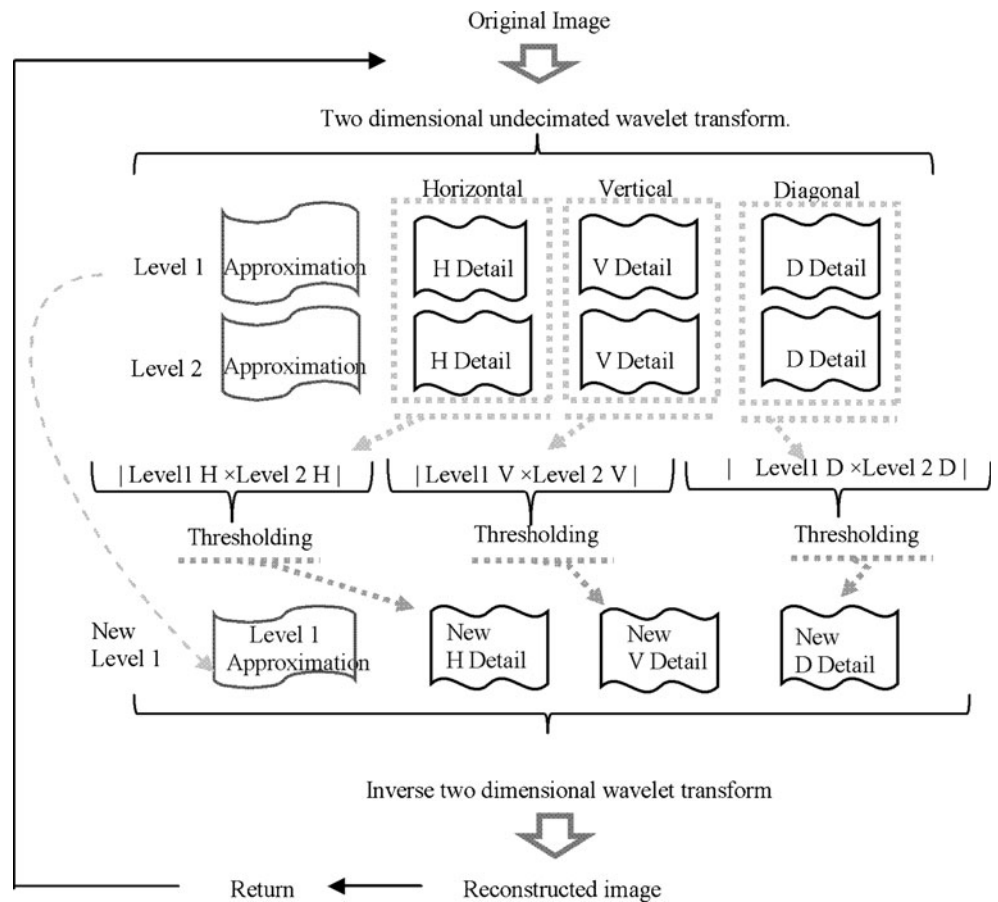 Original Image
Two dimensional undecimated wavelet transform.
Horizontal Vertical Diagonal
Level 1 Approximation H Detail V Detail D Detail
Level 2 Approximation H Detail V Detail D Detail
| Level1 H ×Level 2 H | | Level1 V ×Level 2 V | | Level1 D ×Level 2 D |
Thresholding Thresholding Thresholding
New Level 1 New New New
Level 1 Approximation H Detail V Detail D Detail
Inverse two dimensional wavelet transform
Return Reconstructed image